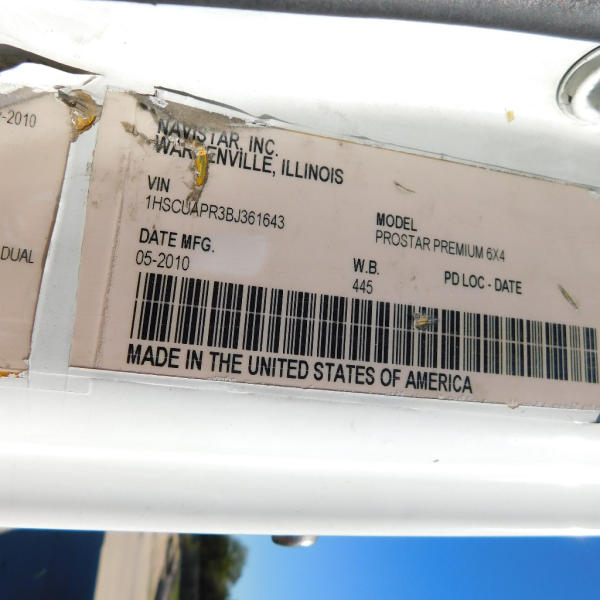 -2010
DUAL
NAVISTAR, INC.
WARRENVILLE, ILLINOIS
VIN
1HSCUAPR3BJ361643
MODEL
PROSTAR PREMIUM 6X4
DATE MFG.
05-2010
W.B.
445
PD LOC - DATE
MADE IN THE UNITED STATES OF AMERICA